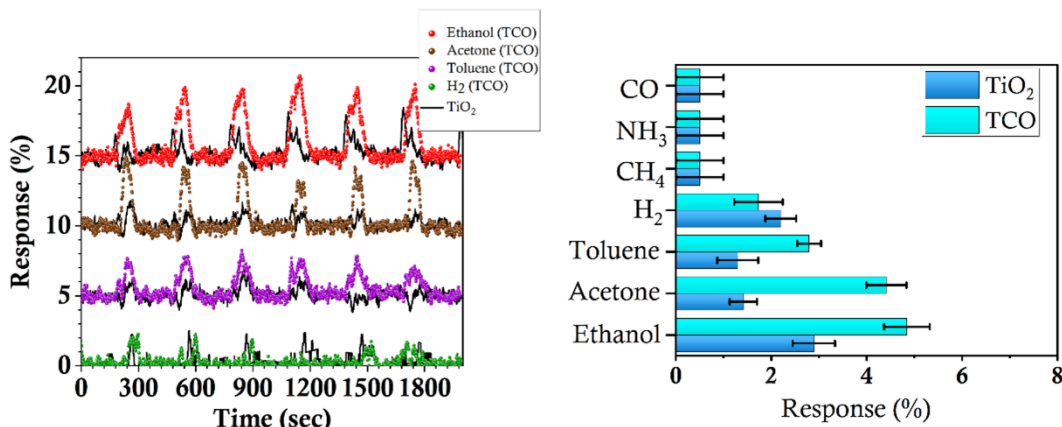 Ethanol (TCO)
Acetone (TCO)
Toluene (TCO)
H2 (TCO)
TiO2
20
15
10
5
0
Response (%)
0 300 600 900 1200 1500 1800
Time (sec)
TiO2
TCO
CO
NH3
CH4
H2
Toluene
Acetone
Ethanol
0 2 4 6 8
Response (%)